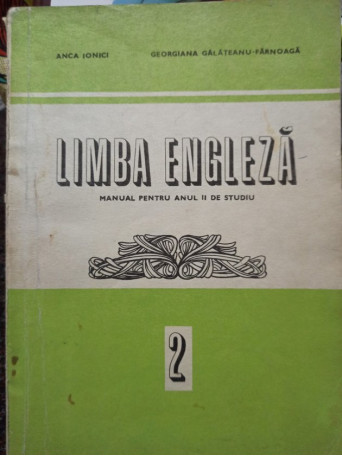 ANCA IONICI GEORGIANA GĂLĂȚEANU-FÂRNOAGĂ
LIMBA ENGLEZĂ
MANUAL PENTRU ANUL II DE STUDIU
2